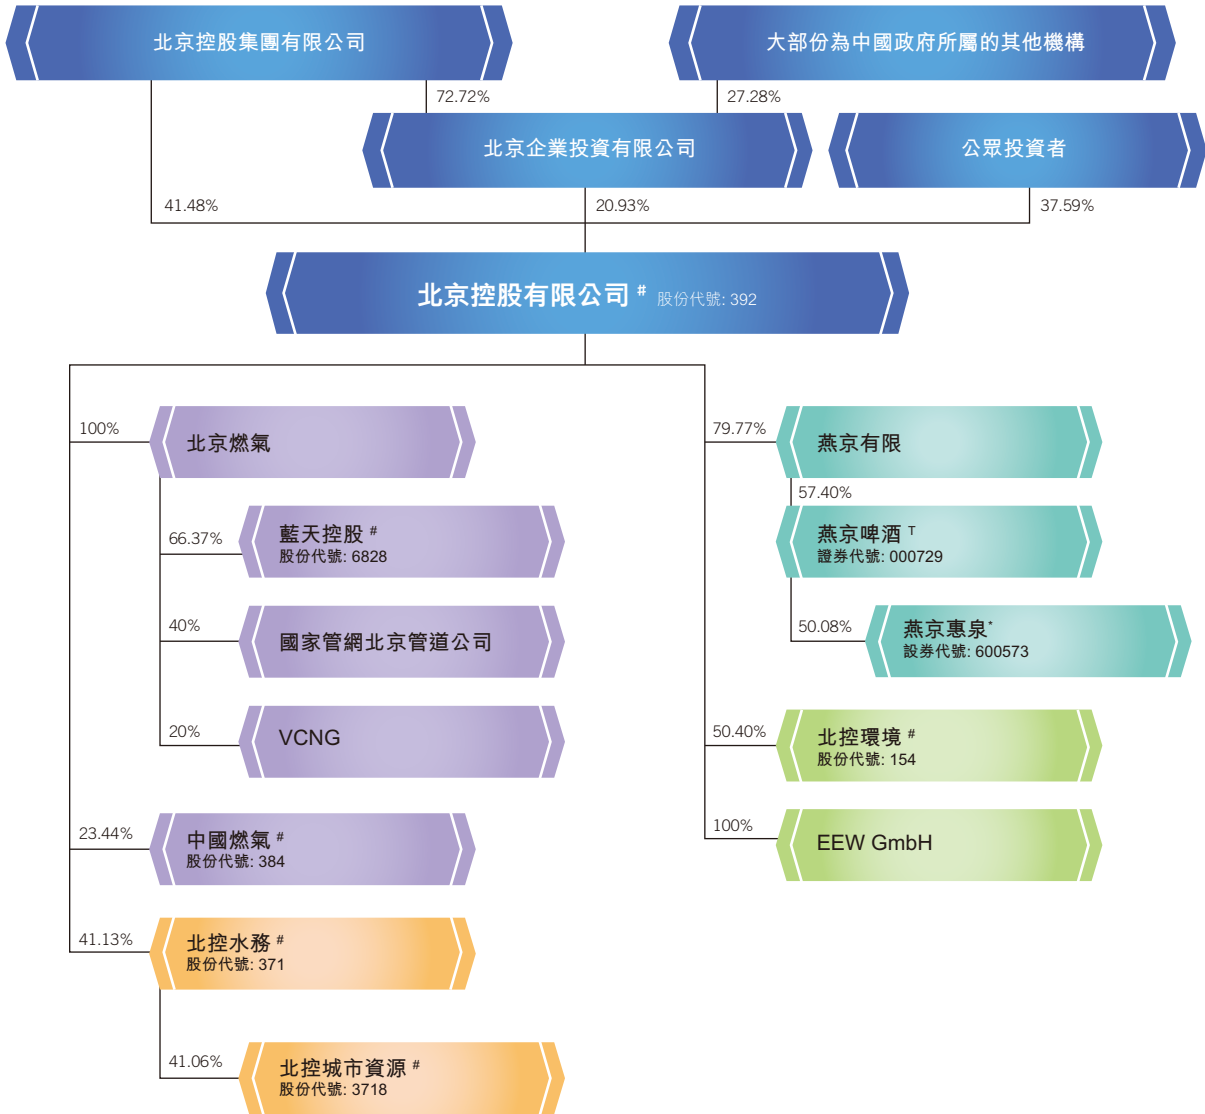 北京控股集團有限公司
大部份為中國政府所屬的其他機構
72.72%
27.28%
北京企業投資有限公司
公眾投資者
41.48%
20.93%
37.59%
北京控股有限公司 # 股份代號: 392
100%
北京燃氣
66.37%
藍天控股 #
股份代號: 6828
40%
國家管網北京管道公司
20%
VCNG
23.44%
中國燃氣 #
股份代號: 384
41.13%
北控水務 #
股份代號: 371
41.06%
北控城市資源 #
股份代號: 3718
79.77%
燕京有限
57.40%
燕京啤酒 T
證券代號: 000729
50.08%
燕京惠泉*
設券代號: 600573
50.40%
北控環境 #
股份代號: 154
100%
EEW GmbH